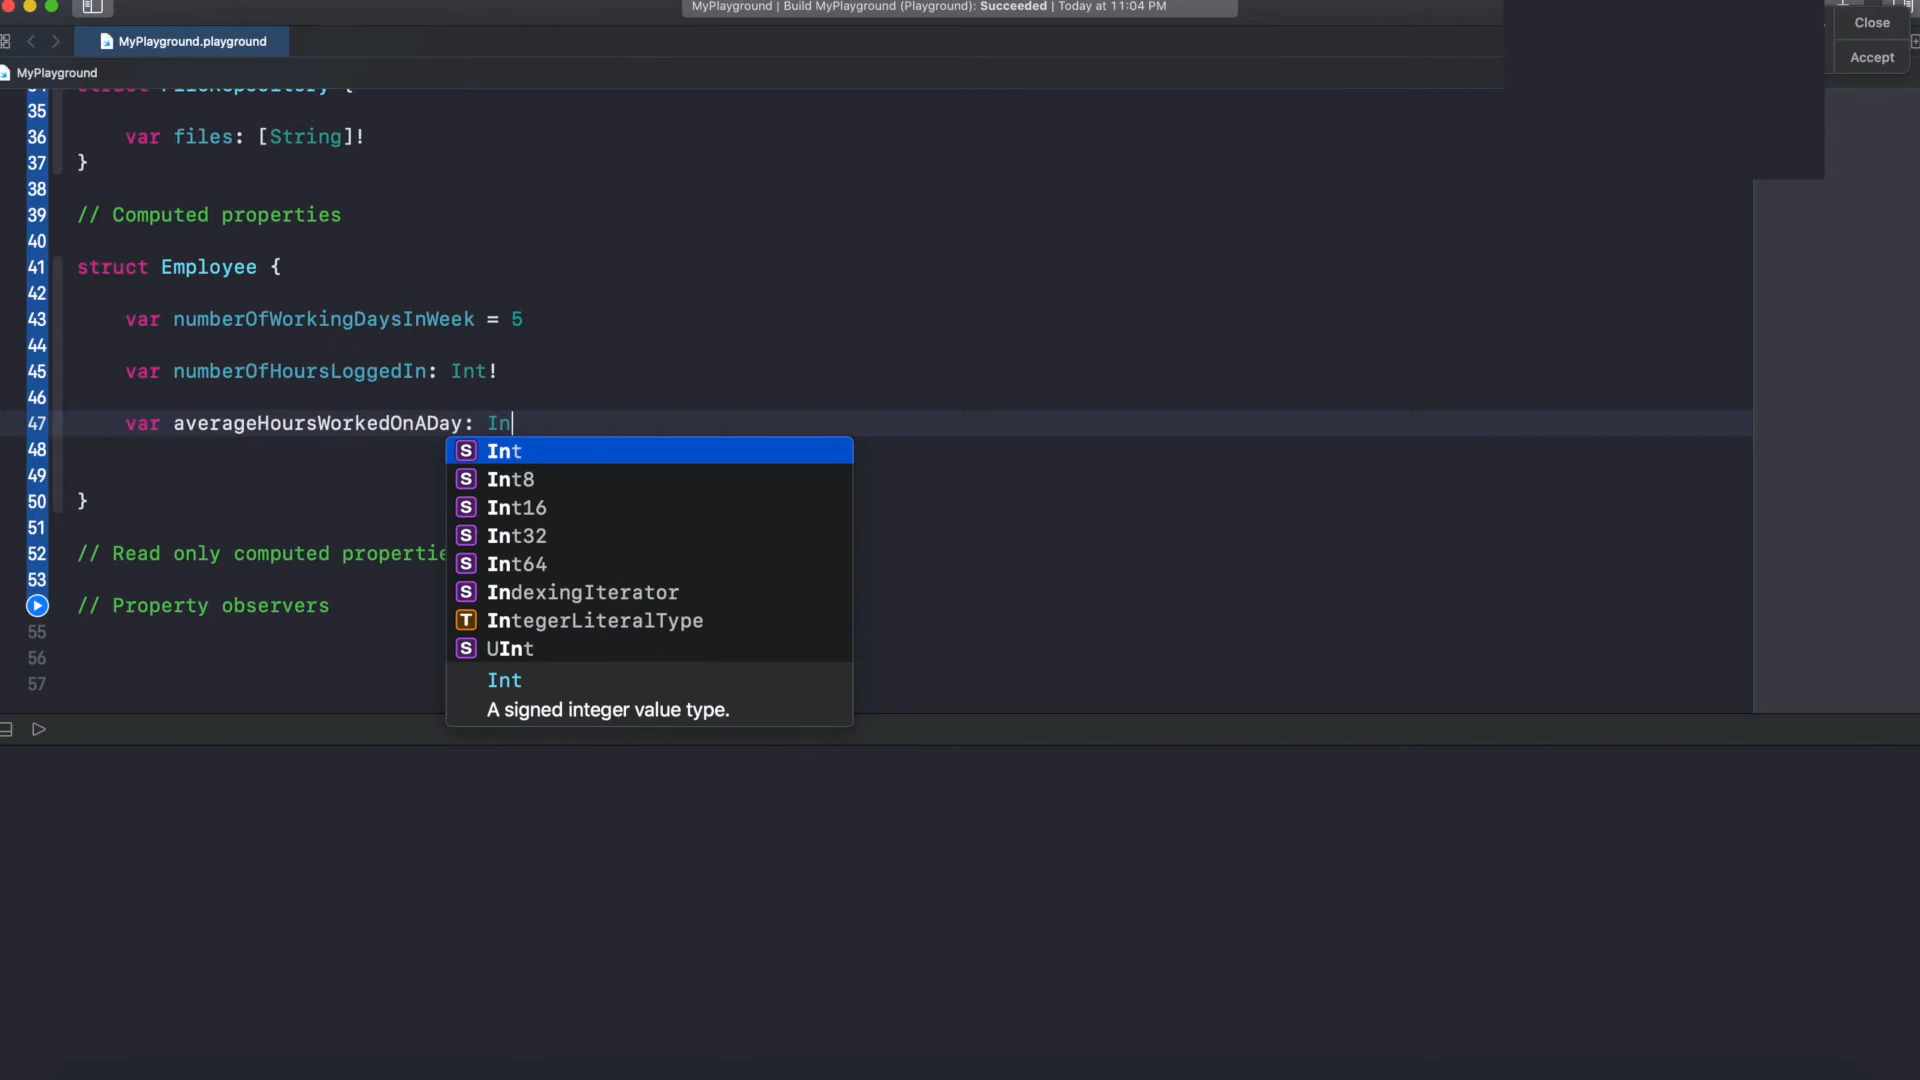 MyPlayground | Build MyPlayground (Playground): Succeeded | Today at 11:04 PM
Close
MyPlayground.playground
Accept
MyPlayground
35
36 var files: [String]!
37 }
38
39 // Computed properties
40
41 struct Employee {
42
43 var numberOfWorkingDaysInWeek = 5
44
45 var numberOfHoursLoggedIn: Int!
46
47 var averageHoursWorkedOnADay: In
48
49
50 }
51
52 // Read only computed propertie
53
// Property observers
55
56
57
S Int
S Int8
S Int16
S Int32
S Int64
S IndexingIterator
T IntegerLiteralType
S UInt
Int
A signed integer value type.